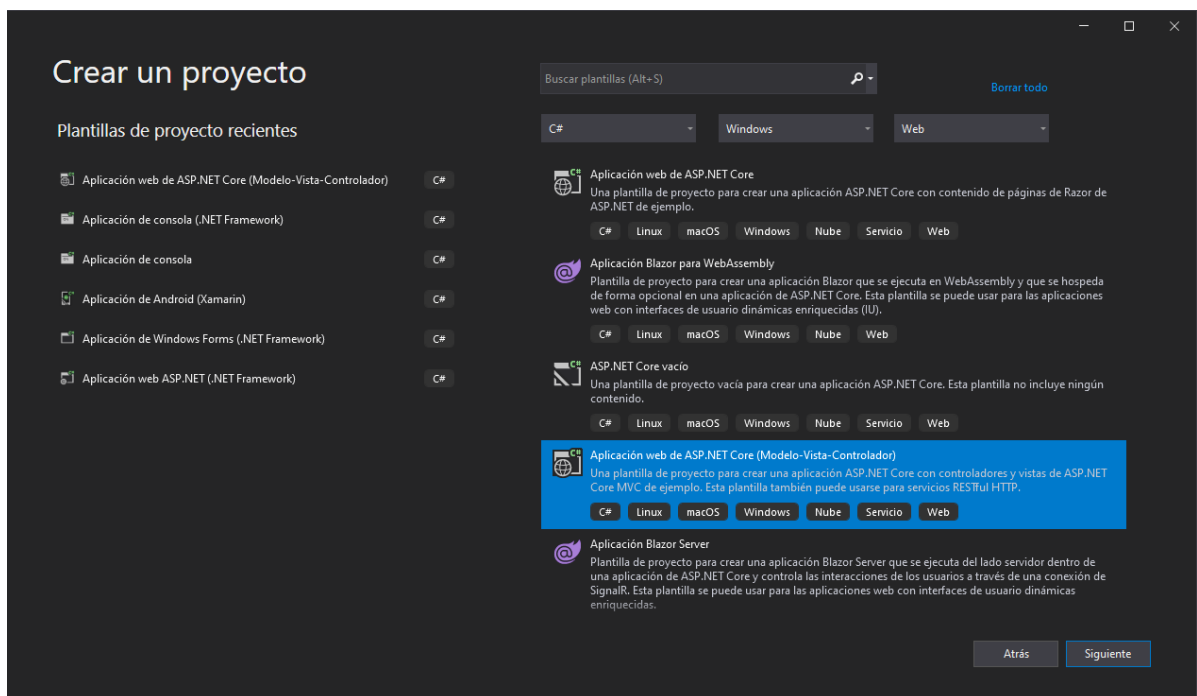 Crear un proyecto
Plantillas de proyecto recientes
Aplicación web de ASP.NET Core (Modelo-Vista-Controlador) C#
Aplicación de consola (.NET Framework) C#
Aplicación de consola C#
Aplicación de Android (Xamarin) C#
Aplicación de Windows Forms (.NET Framework) C#
Aplicación web ASP.NET (.NET Framework) C#
Buscar plantillas (Alt+S)
Borrar todo
C# Windows Web
Aplicación web de ASP.NET Core
Una plantilla de proyecto para crear una aplicación ASP.NET Core con contenido de páginas de Razor de
ASP.NET de ejemplo.
C# Linux macOS Windows Nube Servicio Web
Aplicación Blazor para WebAssembly
Plantilla de proyecto para crear una aplicación Blazor que se ejecuta en WebAssembly y que se hospeda
de forma opcional en una aplicación de ASP.NET Core. Esta plantilla se puede usar para las aplicaciones
web con interfaces de usuario dinámicas enriquecidas (IU).
C# Linux macOS Windows Nube Web
ASP.NET Core vacío
Una plantilla de proyecto vacía para crear una aplicación ASP.NET Core. Esta plantilla no incluye ningún
contenido.
C# Linux macOS Windows Nube Servicio Web
Aplicación web de ASP.NET Core (Modelo-Vista-Controlador)
Una plantilla de proyecto para crear una aplicación ASP.NET Core con controladores y vistas de ASP.NET
Core MVC de ejemplo. Esta plantilla también puede usarse para servicios RESTful HTTP.
C# Linux macOS Windows Nube Servicio Web
Aplicación Blazor Server
Plantilla de proyecto para crear una aplicación Blazor Server que se ejecuta del lado servidor dentro de
una aplicación de ASP.NET Core y controla las interacciones de los usuarios a través de una conexión de
SignalR. Esta plantilla se puede usar para las aplicaciones web con interfaces de usuario dinámicas
enriquecidas.
Atrás Siguiente